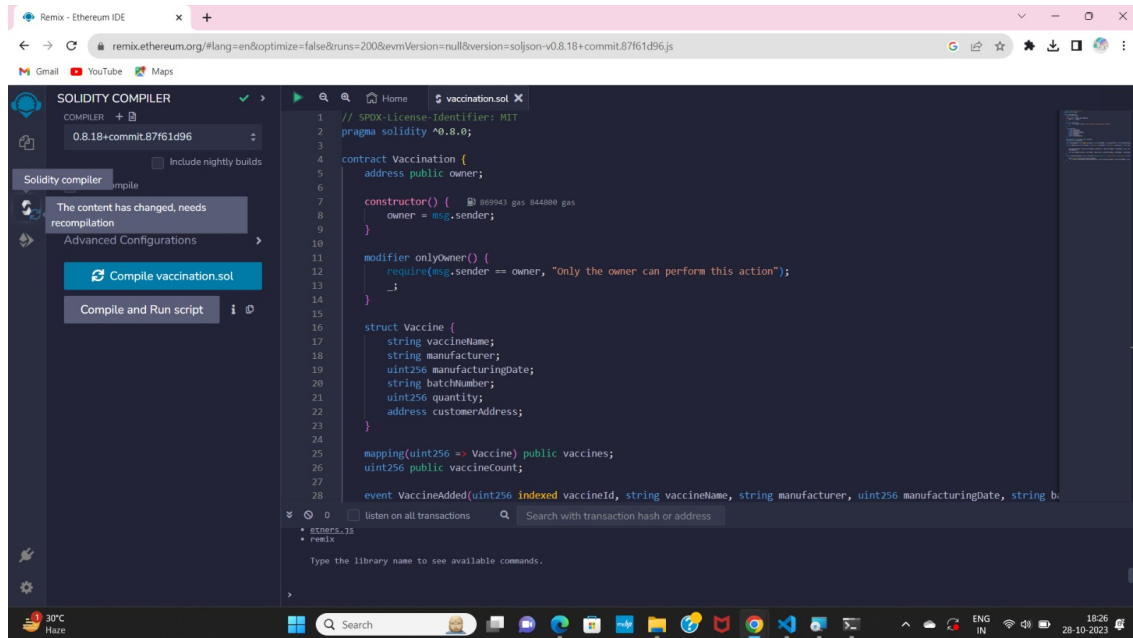 Remix - Ethereum IDE
remix.ethereum.org/#lang=en&optimize=false&runs=200&evmVersion=null&version=soljson-v0.8.18+commit.87f61d96.js
Gmail YouTube Maps
SOLIDITY COMPILER
COMPILER
0.8.18+commit.87f61d96
Include nightly builds
Solidity compiler
mpile
The content has changed, needs
recompilation
Advanced Configurations
Compile vaccination.sol
Compile and Run script
Home vaccination.sol
1 // SPDX-License-Identifier: MIT
2 pragma solidity ^0.8.0;
3
4 contract Vaccination {
5 address public owner;
6
7 constructor() { 869943 gas 844800 gas
8 owner = msg.sender;
9 }
10
11 modifier onlyOwner() {
12 require(msg.sender == owner, "Only the owner can perform this action");
13 _;
14 }
15
16 struct Vaccine {
17 string vaccineName;
18 string manufacturer;
19 uint256 manufacturingDate;
20 string batchNumber;
21 uint256 quantity;
22 address customerAddress;
23 }
24
25 mapping(uint256 => Vaccine) public vaccines;
26 uint256 public vaccineCount;
27
28 event VaccineAdded(uint256 indexed vaccineId, string vaccineName, string manufacturer, uint256 manufacturingDate, string ba
0 listen on all transactions Search with transaction hash or address
ethers.js
remix
Type the library name to see available commands.
>
1 30°C
Haze
Search
ENG
IN
18:26
28-10-2023